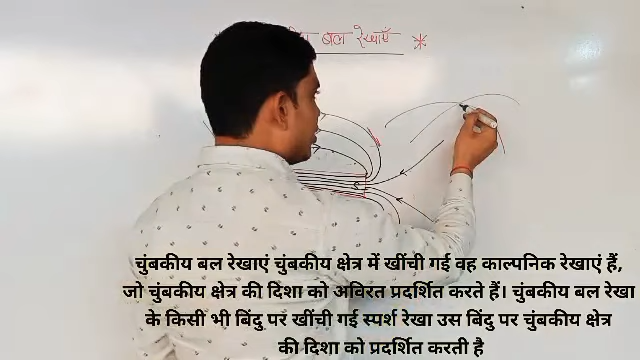 बल रेखाएँ *
चुंबकीय बल रेखाएं चुंबकीय क्षेत्र में खींची गई वह काल्पनिक रेखाएं हैं,
जो चुंबकीय क्षेत्र की दिशा को अविरत प्रदर्शित करते हैं। चुंबकीय बल रेखा
के किसी भी बिंदु पर खींची गई स्पर्श रेखा उस बिंदु पर चुंबकीय क्षेत्र
की दिशा को प्रदर्शित करती है